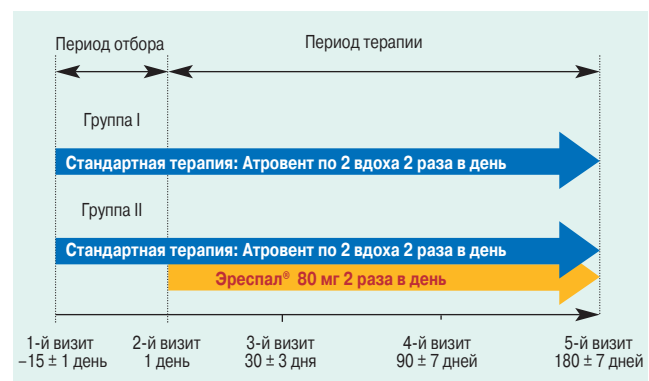 Период отбора
Период терапии
Группа I
Стандартная терапия: Атровент по 2 вдоха 2 раза в день
Группа II
Стандартная терапия: Атровент по 2 вдоха 2 раза в день
Эреспал® 80 мг 2 раза в день
1-й визит
–15 ± 1 день
2-й визит
1 день
3-й визит
30 ± 3 дня
4-й визит
90 ± 7 дней
5-й визит
180 ± 7 дней